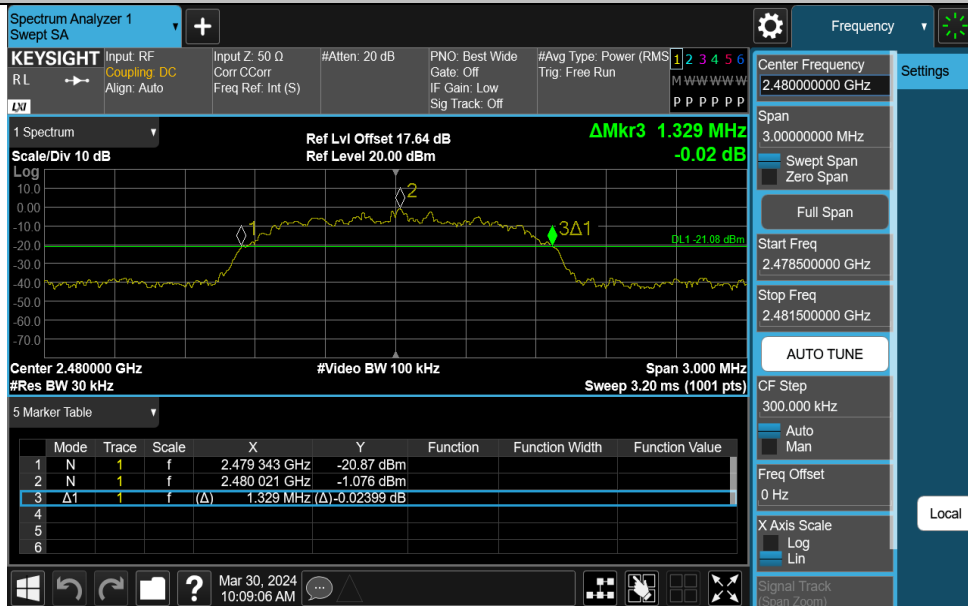 Spectrum Analyzer 1
Swept SA
+
Frequency
KEYSIGHT
RL
LXI
Input: RF
Coupling: DC
Align: Auto
Input Z: 50 Ω
Corr CCorr
Freq Ref: Int (S)
#Atten: 20 dB
PNO: Best Wide
Gate: Off
IF Gain: Low
Sig Track: Off
#Avg Type: Power (RMS
Trig: Free Run
1 2 3 4 5 6
M W W W W W
P P P P P P
1 Spectrum
Scale/Div 10 dB
Ref Lvl Offset 17.64 dB
Ref Level 20.00 dBm
ΔMkr3 1.329 MHz
-0.02 dB
Log
10.0
0.00
-10.0
-20.0
-30.0
-40.0
-50.0
-60.0
-70.0
1
2
3Δ1
DL1 -21.08 dBm
Center 2.480000 GHz
#Res BW 30 kHz
#Video BW 100 kHz
Span 3.000 MHz
Sweep 3.20 ms (1001 pts)
5 Marker Table
Mode Trace Scale X Y Function Function Width Function Value
1 N 1 f 2.479 343 GHz -20.87 dBm
2 N 1 f 2.480 021 GHz -1.076 dBm
3 Δ1 1 f (Δ) 1.329 MHz (Δ) -0.02399 dB
4
5
6
?
Mar 30, 2024
10:09:06 AM
Center Frequency
2.480000000 GHz
Span
3.00000000 MHz
Swept Span
Zero Span
Full Span
Start Freq
2.478500000 GHz
Stop Freq
2.481500000 GHz
AUTO TUNE
CF Step
300.000 kHz
Auto
Man
Freq Offset
0 Hz
X Axis Scale
Log
Lin
Signal Track
(Span Zoom)
Settings
Local